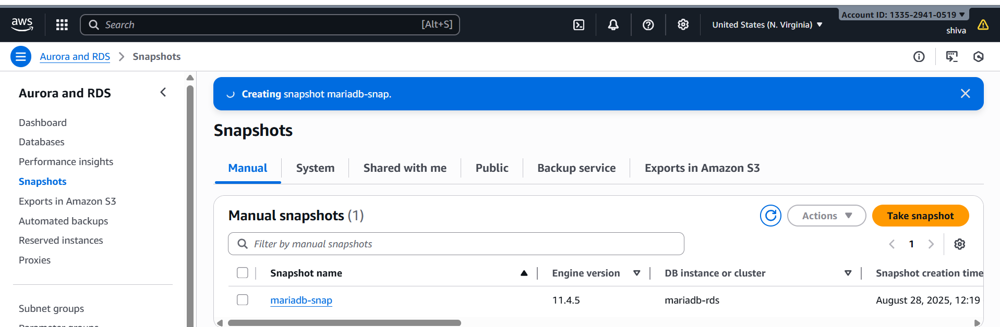 aws
Search [Alt+S]
United States (N. Virginia) ▼
Account ID: 1335-2941-0519 ▼
shiva
Aurora and RDS > Snapshots
Aurora and RDS
Dashboard
Databases
Performance insights
Snapshots
Exports in Amazon S3
Automated backups
Reserved instances
Proxies
Subnet groups
Parameter groups
Creating snapshot mariadb-snap.
Snapshots
Manual
System
Shared with me
Public
Backup service
Exports in Amazon S3
Manual snapshots (1)
Actions
Take snapshot
Filter by manual snapshots
1
Snapshot name Engine version DB instance or cluster Snapshot creation time
mariadb-snap 11.4.5 mariadb-rds August 28, 2025, 12:19